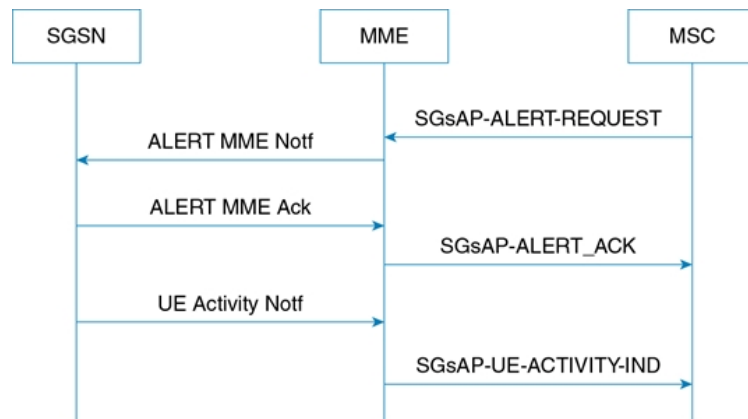 SGSN
MME
MSC
SGsAP-ALERT-REQUEST
ALERT MME Notf
ALERT MME Ack
SGsAP-ALERT_ACK
UE Activity Notf
SGsAP-UE-ACTIVITY-IND